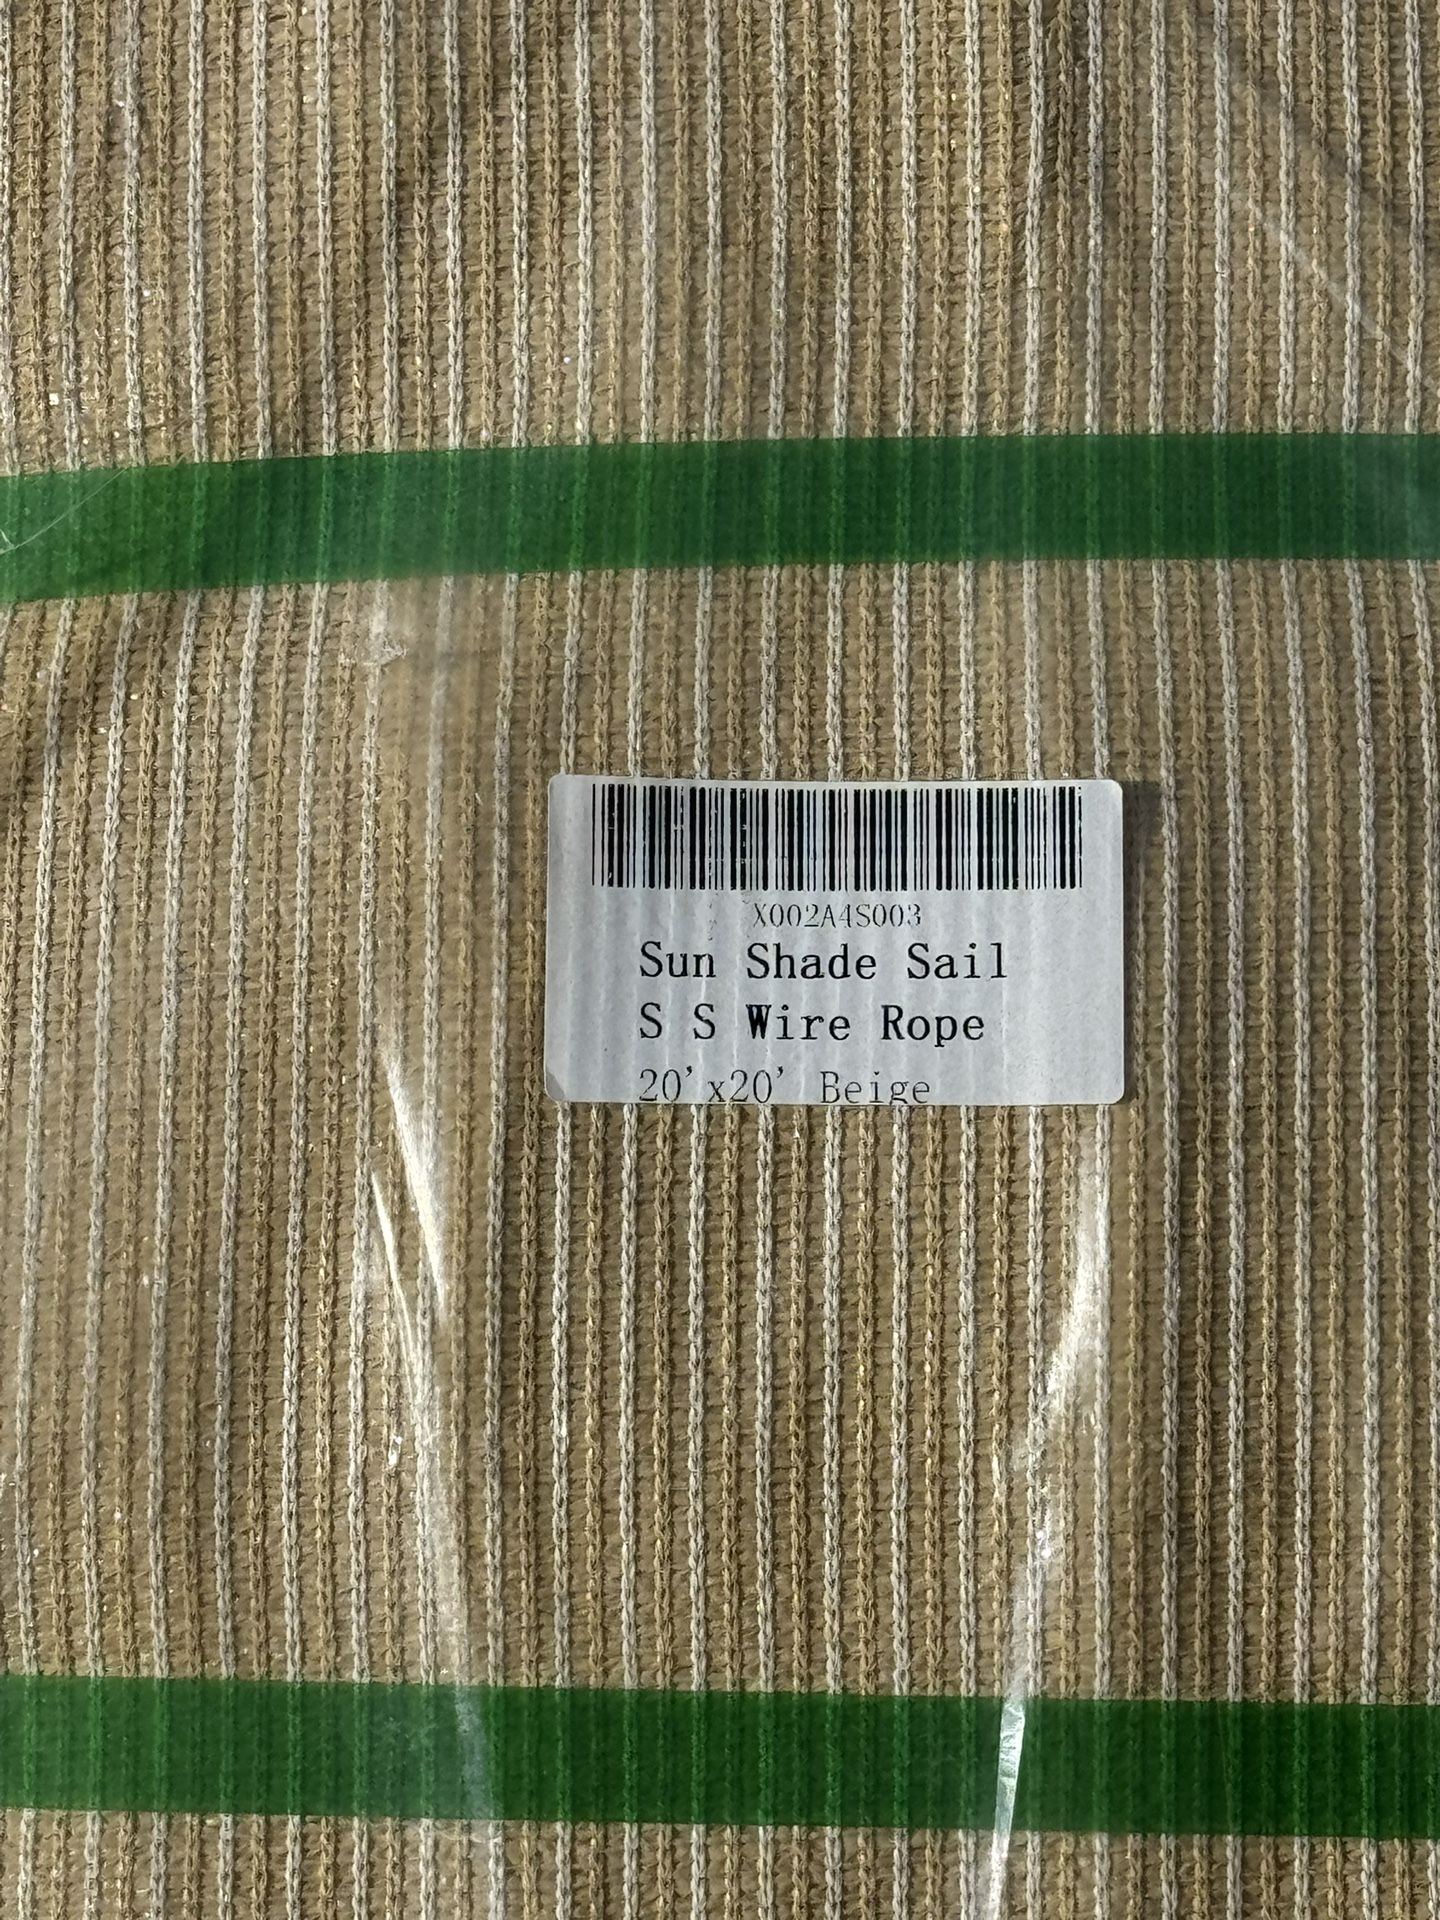 X002A4S003
Sun Shade Sail
S S Wire Rope
20'x20' Beige